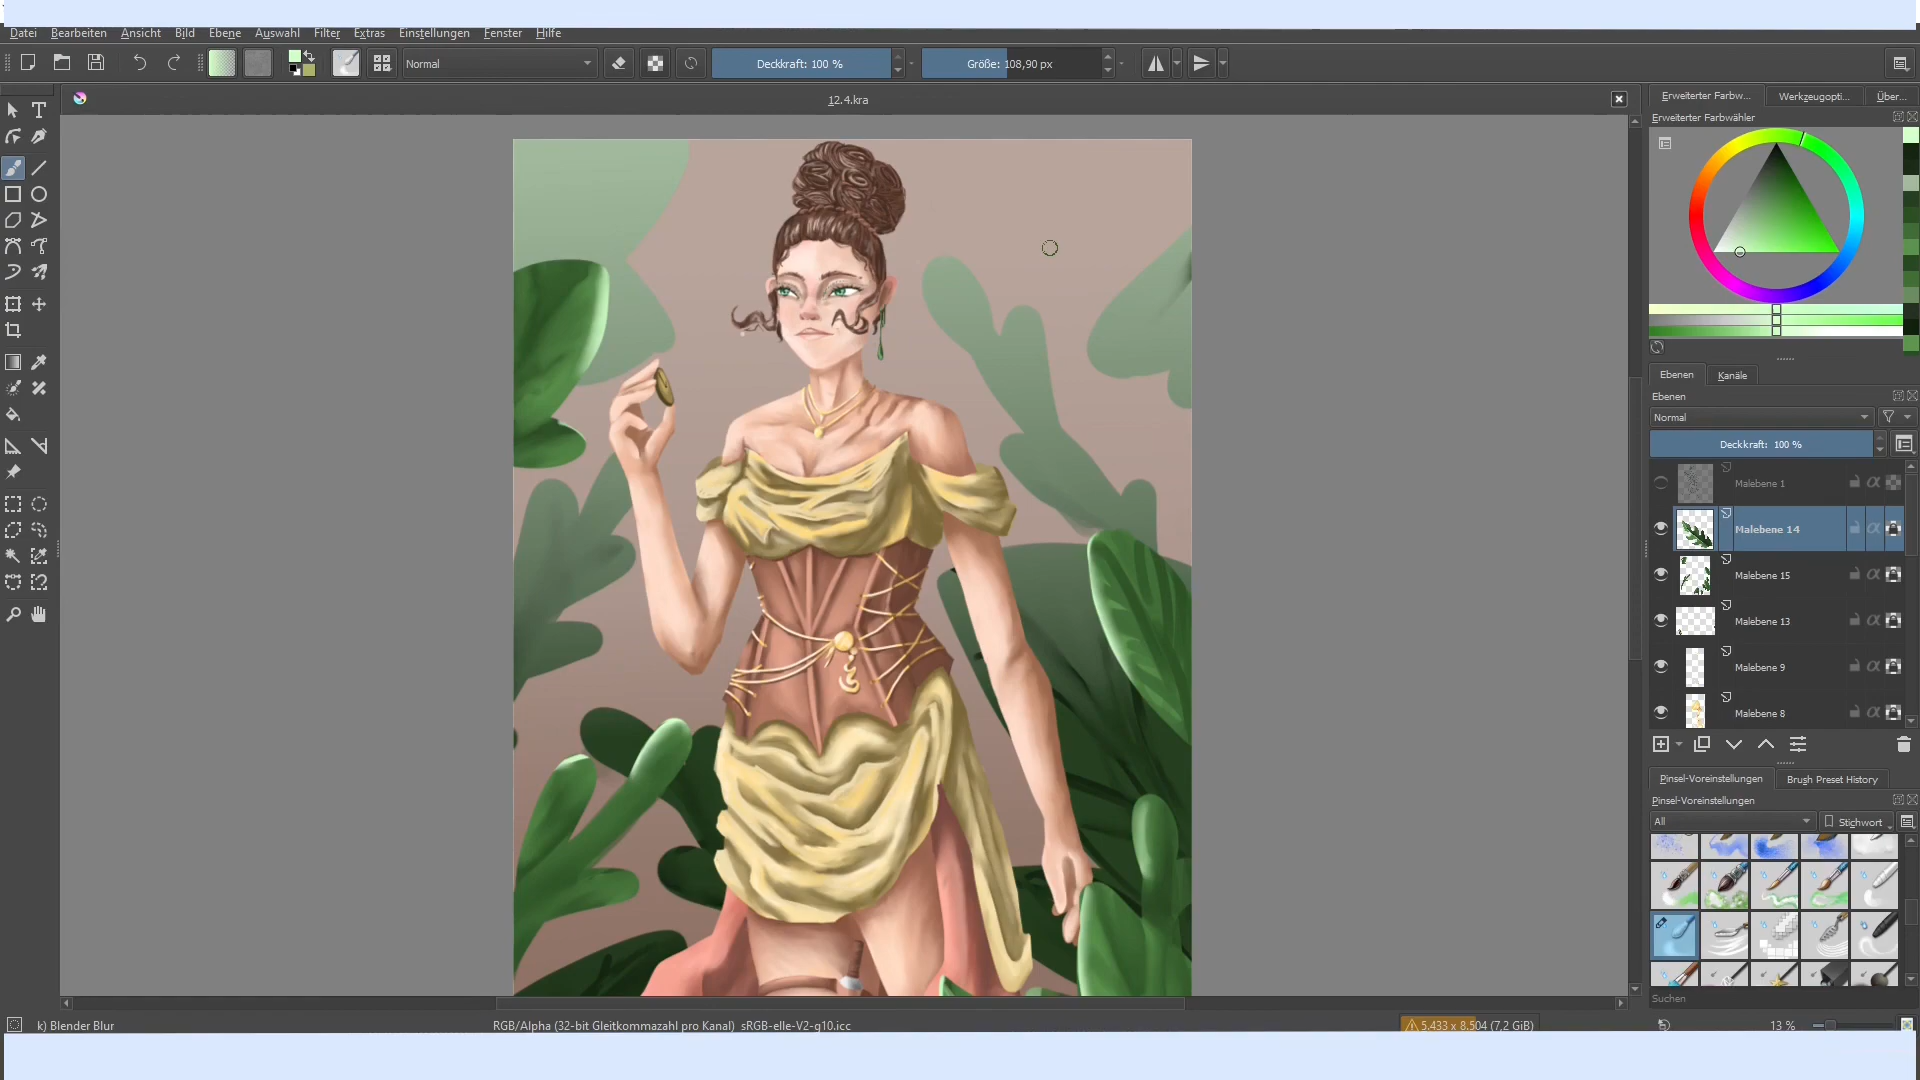 Datei Bearbeiten Ansicht Bild Ebene Auswahl Filter Extras Einstellungen Fenster Hilfe
Normal Deckkraft: 100 % Größe: 108,90 px
12.4.kra
Erweiterter Farbw... Werkzeugopti... Über...
Erweiterter Farbwähler
Ebenen Kanäle
Ebenen
Normal
Deckkraft: 100 %
Malebene 1
Malebene 14
Malebene 15
Malebene 13
Malebene 9
Malebene 8
Pinsel-Voreinstellungen Brush Preset History
Pinsel-Voreinstellungen
All Stichwort
Suchen
k) Blender Blur RGB/Alpha (32-bit Gleitkommazahl pro Kanal) sRGB-elle-V2-g10.icc 5.433 x 8.504 (7,2 GiB) 13 %